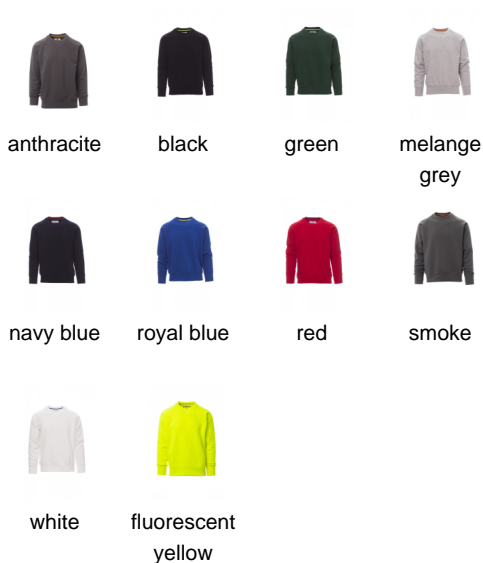 anthracite
black
green
melange
grey
navy blue
royal blue
red
smoke
white
fluorescent
yellow